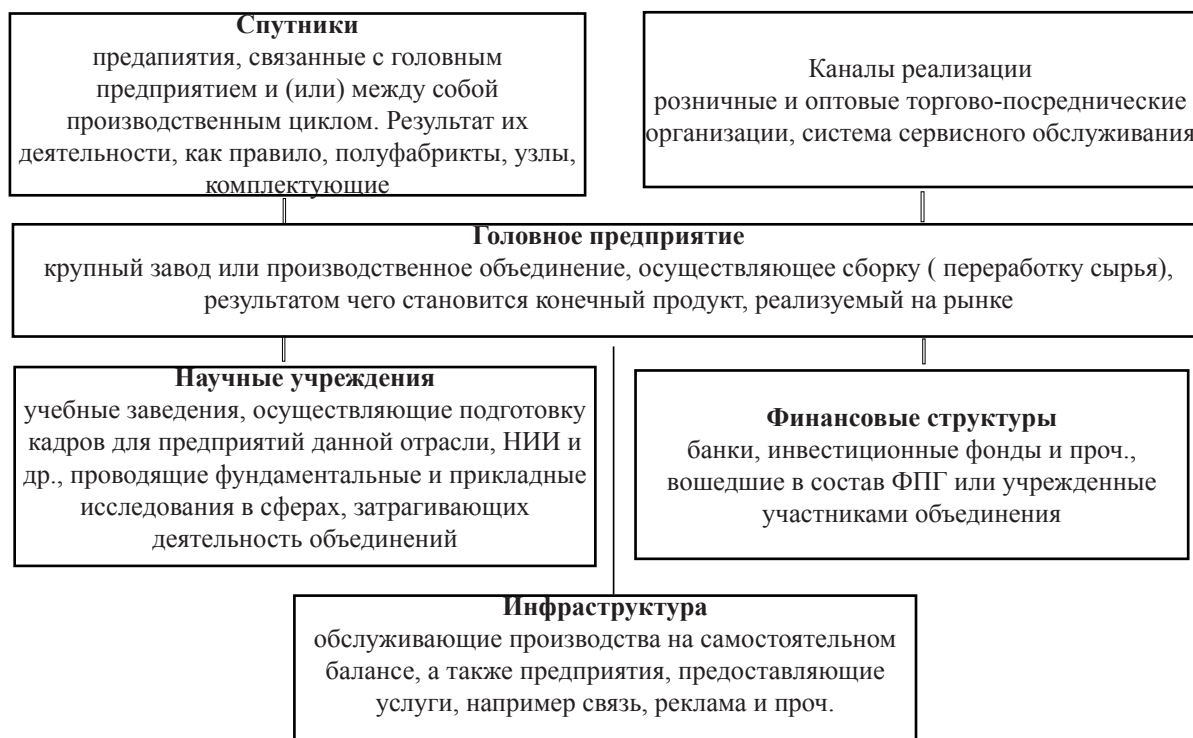 Спутники
предапиятия, связанные с головным
предприятием и (или) между собой
производственным циклом. Результат их
деятельности, как правило, полуфабрикты, узлы,
комплектующие
Каналы реализации
розничные и оптовые торгово-посреднические
организации, система сервисного обслуживания
Головное предприятие
крупный завод или производственное объединение, осуществляющее сборку ( переработку сырья),
результатом чего становится конечный продукт, реализуемый на рынке
Научные учреждения
учебные заведения, осуществляющие подготовку
кадров для предприятий данной отрасли, НИИ и
др., проводящие фундаментальные и прикладные
исследования в сферах, затрагивающих
деятельность объединений
Финансовые структуры
банки, инвестиционные фонды и проч.,
вошедшие в состав ФПГ или учрежденные
участниками объединения
Инфраструктура
обслуживающие производства на самостоятельном
балансе, а также предприятия, предоставляющие
услуги, например связь, реклама и проч.